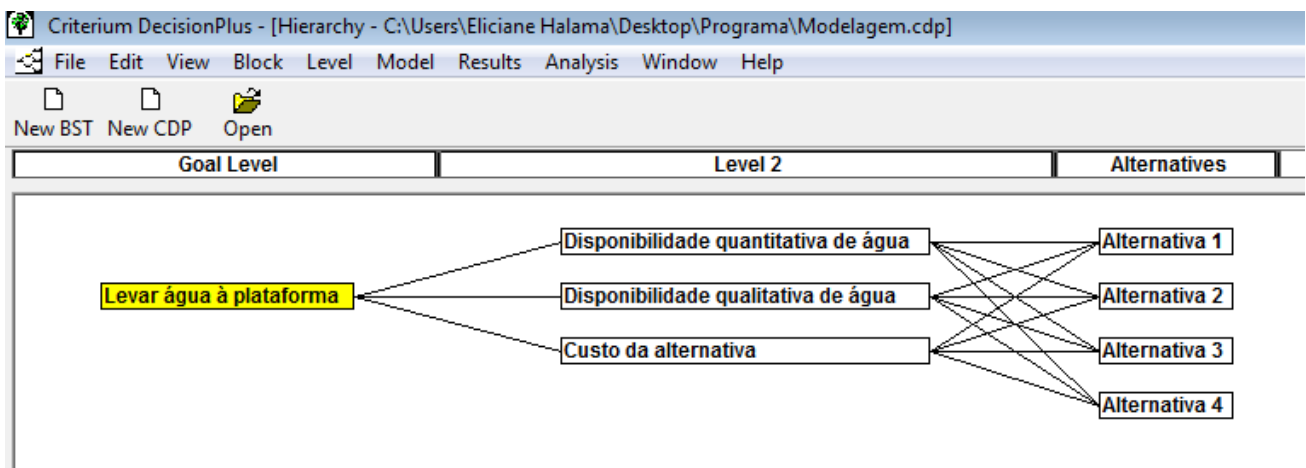 Criterium DecisionPlus - [Hierarchy - C:\Users\Eliciane Halama\Desktop\Programa\Modelagem.cdp]
File Edit View Block Level Model Results Analysis Window Help
New BST New CDP Open
Goal Level Level 2 Alternatives
Disponibilidade quantitativa de água Alternativa 1
Levar água à plataforma Disponibilidade qualitativa de água Alternativa 2
Custo da alternativa Alternativa 3
Alternativa 4